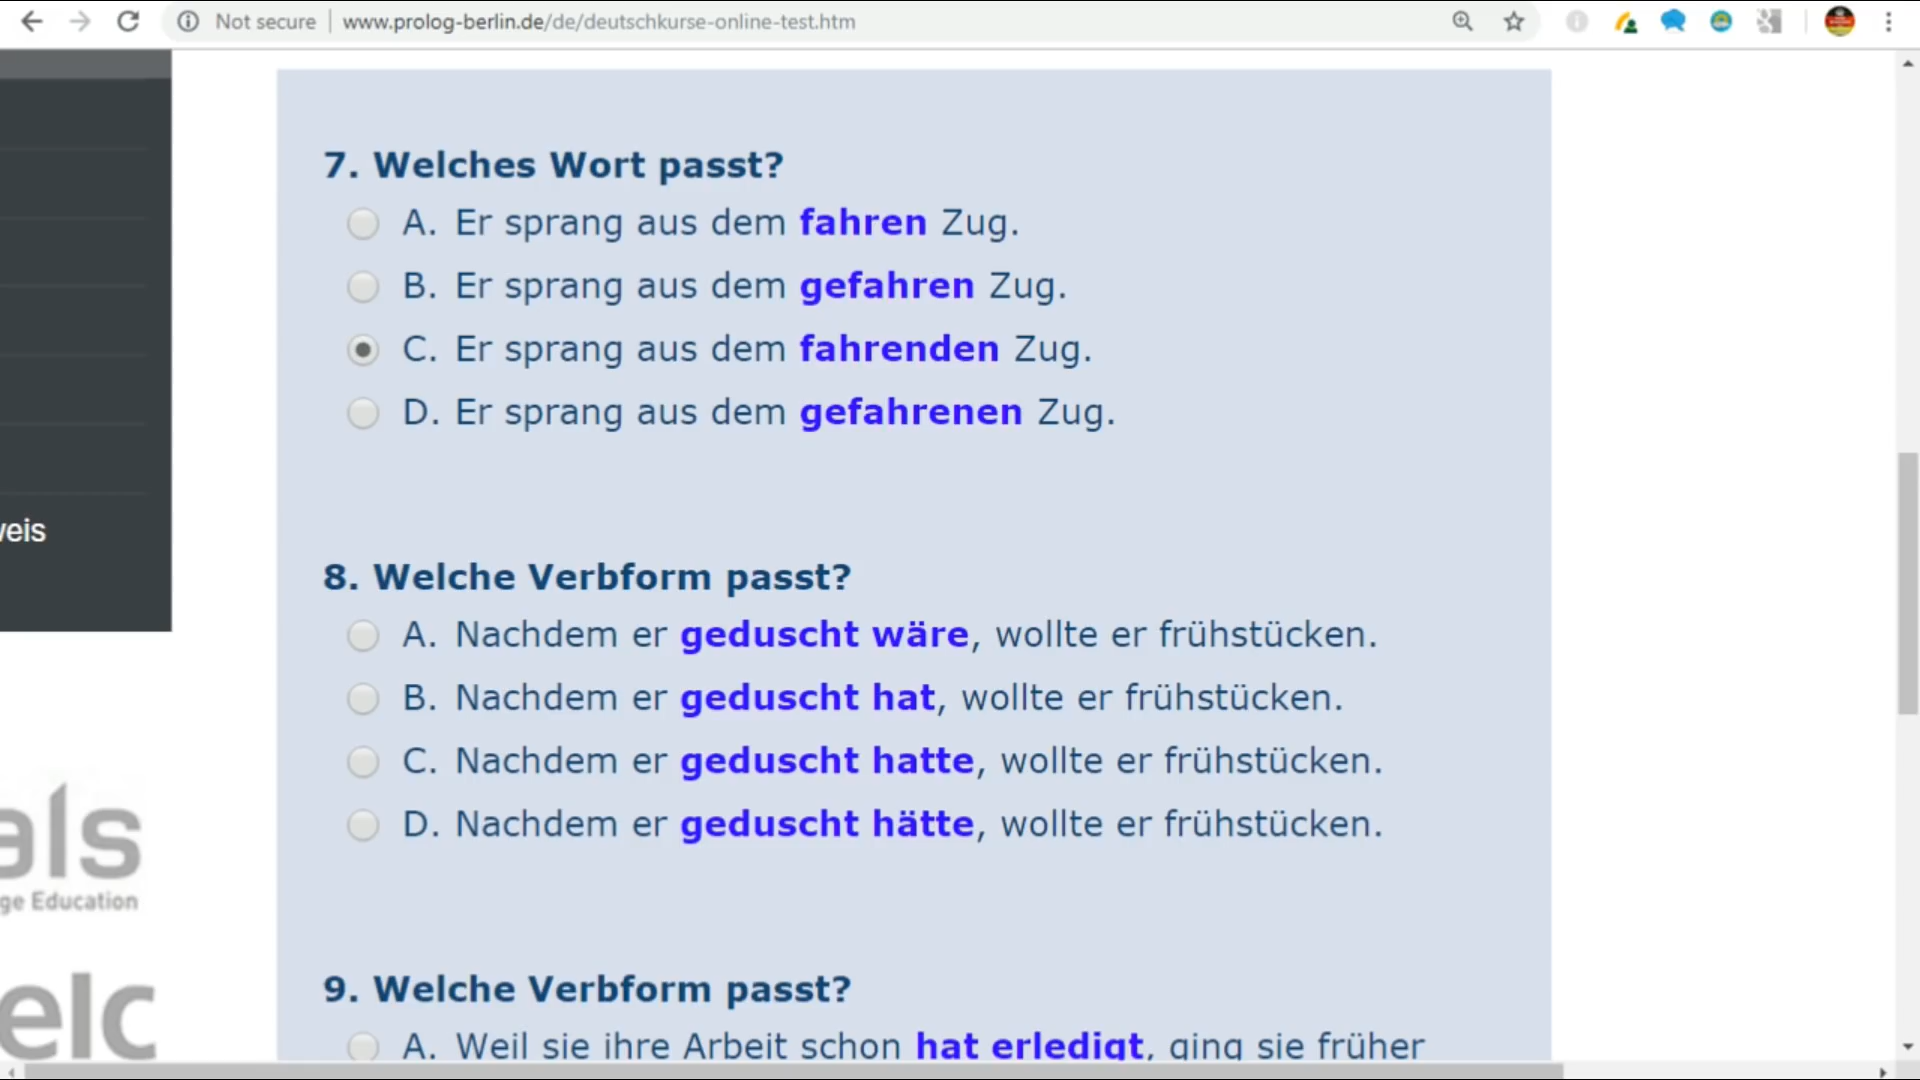 Not secure | www.prolog-berlin.de/de/deutschkurse-online-test.htm
7. Welches Wort passt?
A. Er sprang aus dem fahren Zug.
B. Er sprang aus dem gefahren Zug.
C. Er sprang aus dem fahrenden Zug.
D. Er sprang aus dem gefahrenen Zug.
veis
8. Welche Verbform passt?
A. Nachdem er geduscht wäre, wollte er frühstücken.
B. Nachdem er geduscht hat, wollte er frühstücken.
C. Nachdem er geduscht hatte, wollte er frühstücken.
D. Nachdem er geduscht hätte, wollte er frühstücken.
als
ge Education
elc
9. Welche Verbform passt?
A. Weil sie ihre Arbeit schon hat erledigt, ging sie früher